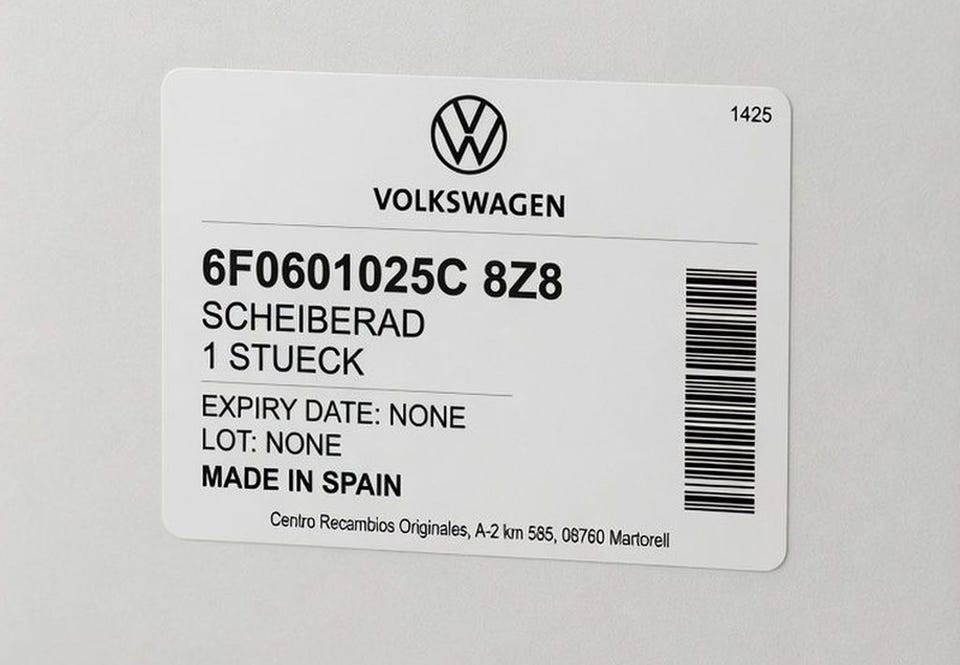 1425
VOLKSWAGEN
6F0601025C 8Z8
SCHEIBERAD
1 STUECK
EXPIRY DATE: NONE
LOT: NONE
MADE IN SPAIN
Centro Recambios Originales, A-2 km 585, 08760 Martorell